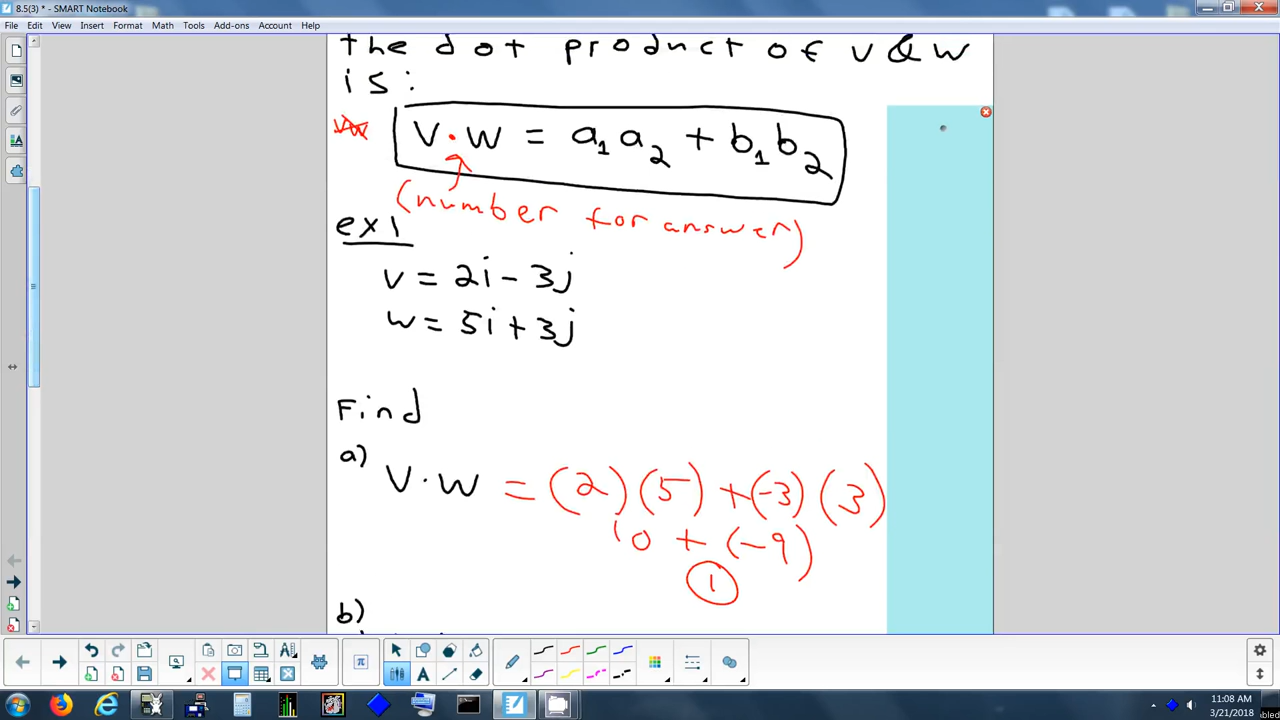 8.5(3) * - SMART Notebook
File Edit View Insert Format Math Tools Add-ons Account Help
the dot product of v & w
is:
V • W = a₁a₂ + b₁b₂
(number for answer)
ex1
v = 2i - 3j
w = 5i + 3j
Find
a)
V · W = (2)(5) + (-3)(3)
10 + (-9)
1
b)
11:08 AM
3/21/2018